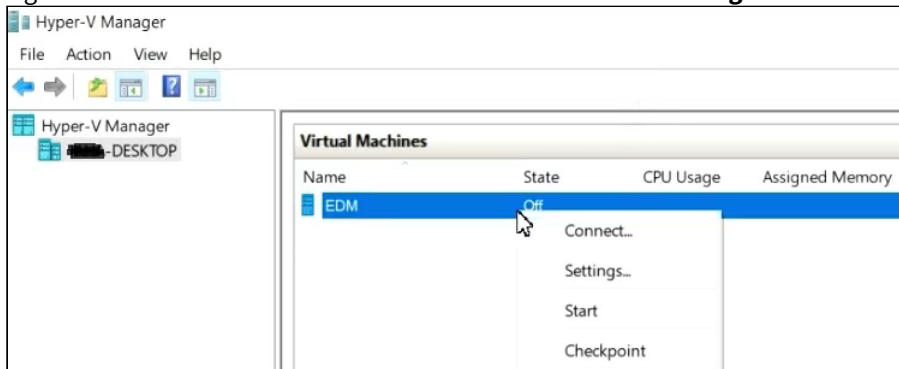 Hyper-V Manager
File Action View Help
Hyper-V Manager
-DESKTOP
Virtual Machines
Name State CPU Usage Assigned Memory
EDM Off
Connect...
Settings...
Start
Checkpoint